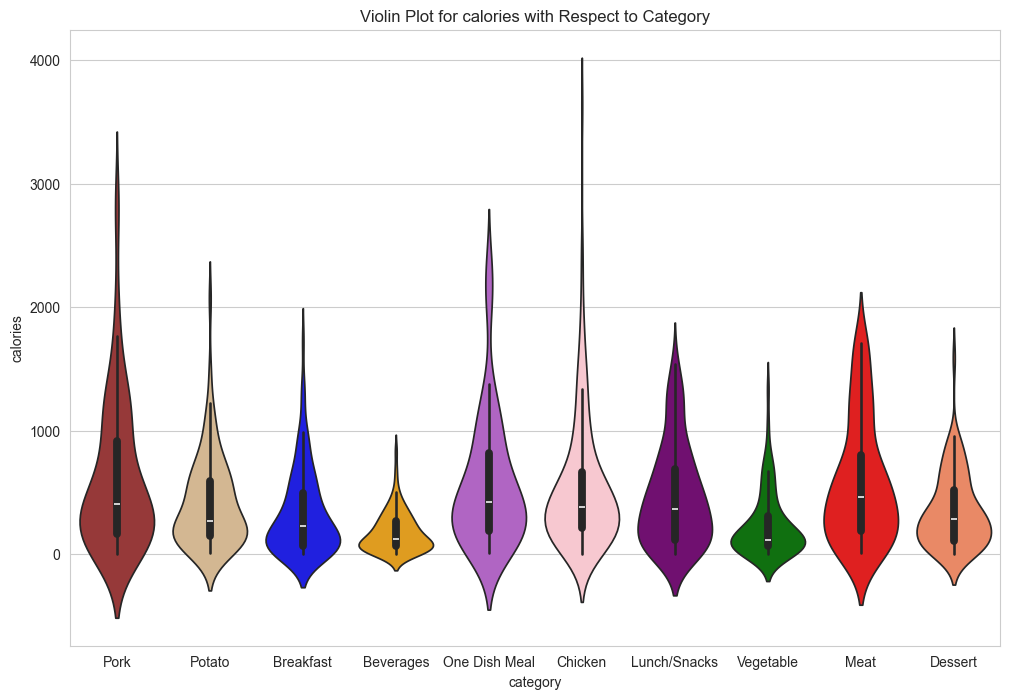 Violin Plot for calories with Respect to Category
4000
3000
2000
1000
0
calories
Pork Potato Breakfast Beverages One Dish Meal Chicken Lunch/Snacks Vegetable Meat Dessert
category